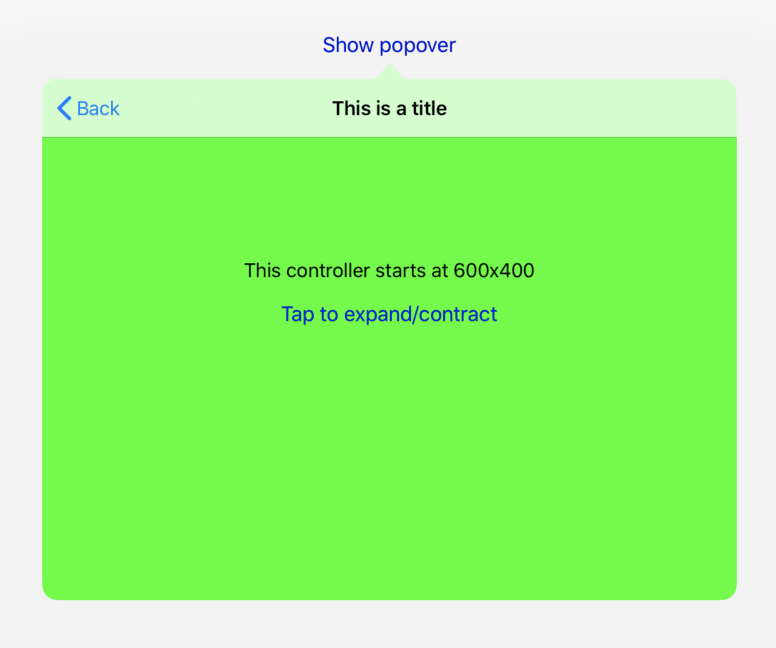 Show popover
Back
This is a title
This controller starts at 600x400
Tap to expand/contract